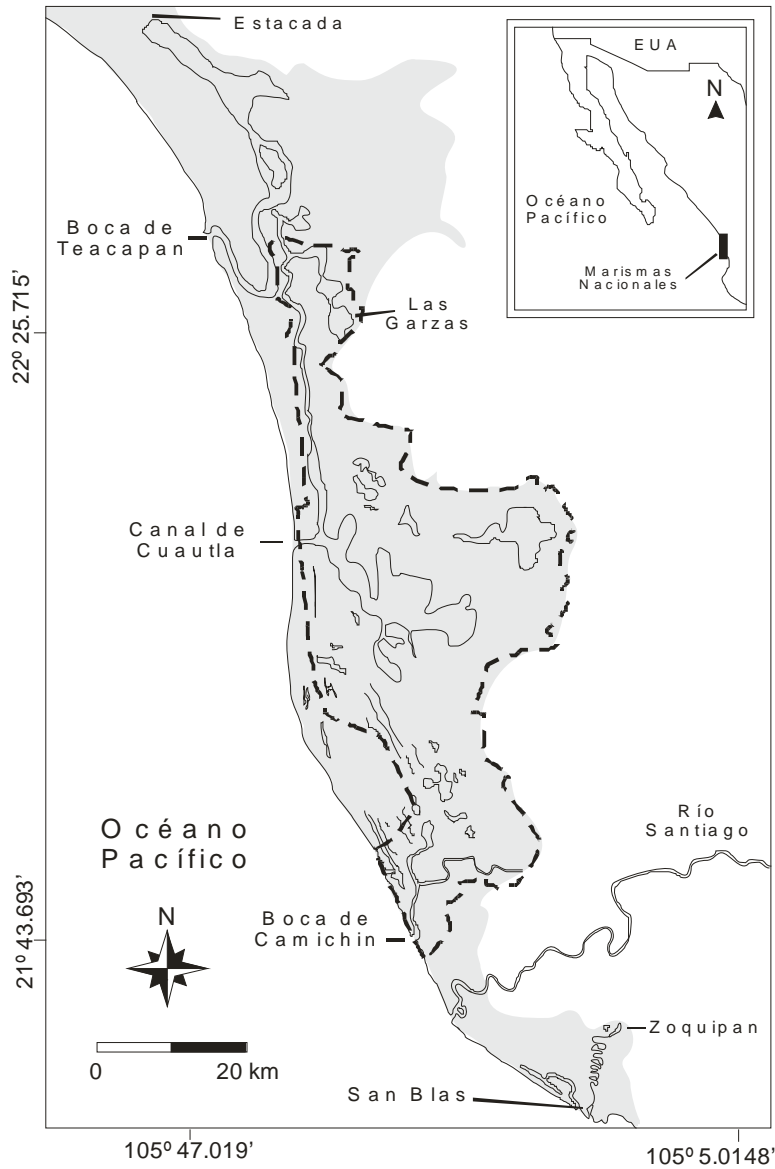 Estacada
EUA
N
Océano
Pacífico
Marismas
Nacionales
Boca de
Teacapan
Las
Garzas
22º 25.715'
Canal de
Cuautla
Río
Santiago
Océano
Pacífico
N
Boca de
Camichin
21º 43.693'
Zoquipan
0 20 km
San Blas
105º 47.019' 105º 5.0148'